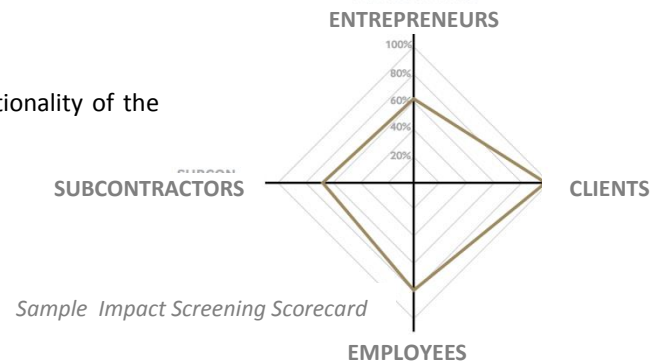 ENTREPRENEURS
100%
80%
tionality of the
60%
40%
20%
SUBCONTRACTORS
CLIENTS
Sample Impact Screening Scorecard
EMPLOYEES